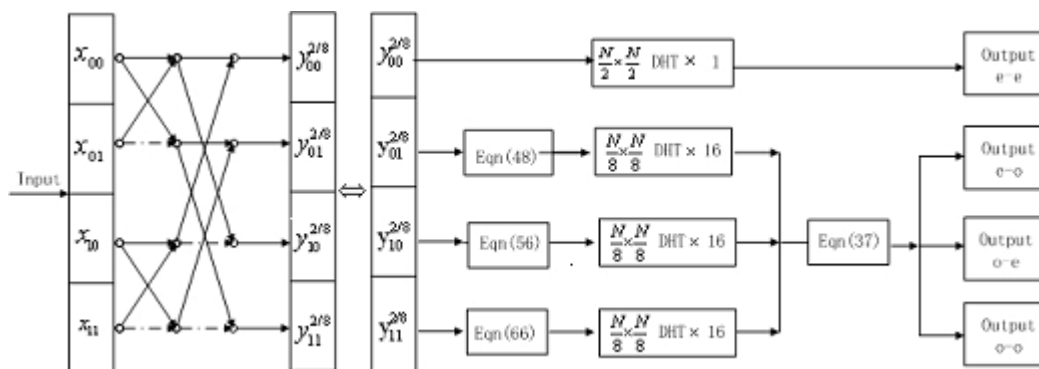 Input
x₀₀
x₀₁
x₁₀
x₁₁
y₀₀^{2/8}
y₀₁^{2/8}
y₁₀^{2/8}
y₁₁^{2/8}
⇔
y₀₀^{2/8}
y₀₁^{2/8}
y₁₀^{2/8}
y₁₁^{2/8}
N/2 × N/2 DHT × 1
Output
e-e
Eqn(48)
N/8 × N/8 DHT × 16
Output
e-o
Eqn(56)
N/8 × N/8 DHT × 16
Eqn(37)
Output
o-e
Eqn(66)
N/8 × N/8 DHT × 16
Output
o-o